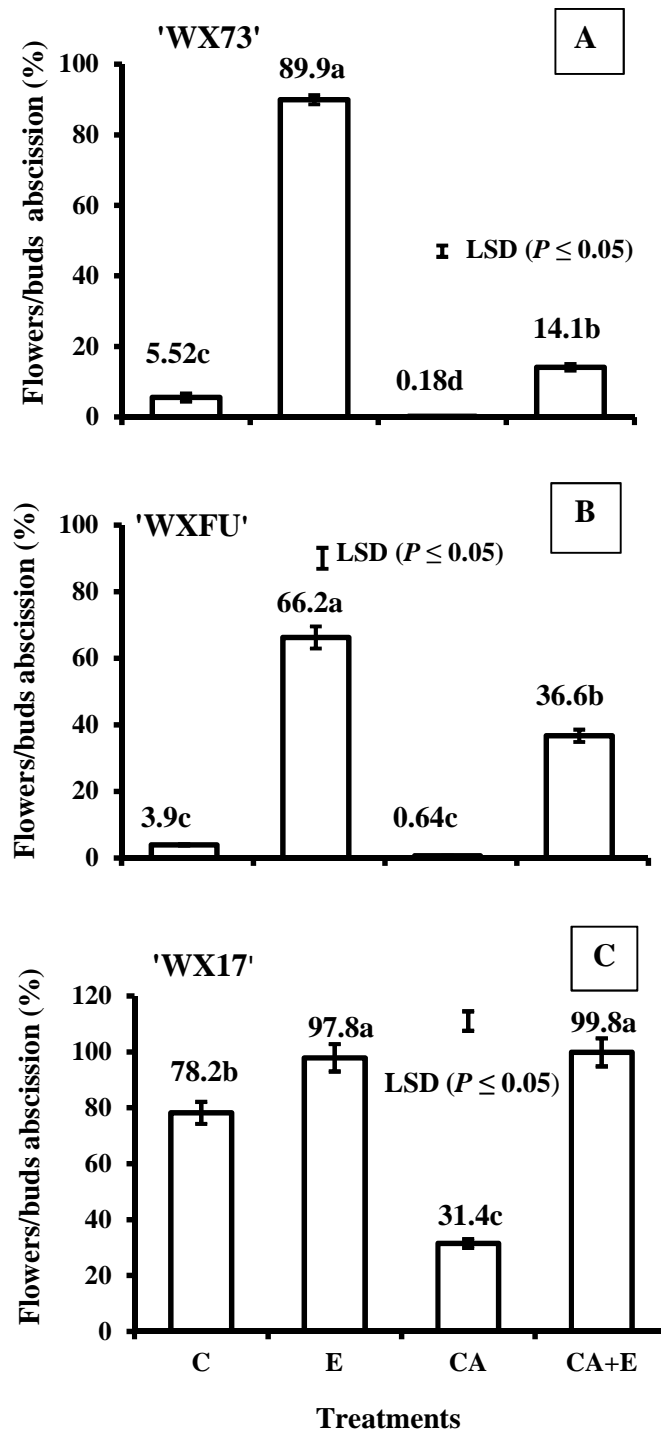 'WX73'
A
Flowers/buds abscission (%)
100
80
60
40
20
0
5.52c
89.9a
0.18d
14.1b
LSD (P ≤ 0.05)
'WXFU'
B
Flowers/buds abscission (%)
100
80
60
40
20
0
3.9c
66.2a
0.64c
36.6b
LSD (P ≤ 0.05)
'WX17'
C
Flowers/buds abscission (%)
120
100
80
60
40
20
0
78.2b
97.8a
31.4c
99.8a
LSD (P ≤ 0.05)
C E CA CA+E
Treatments